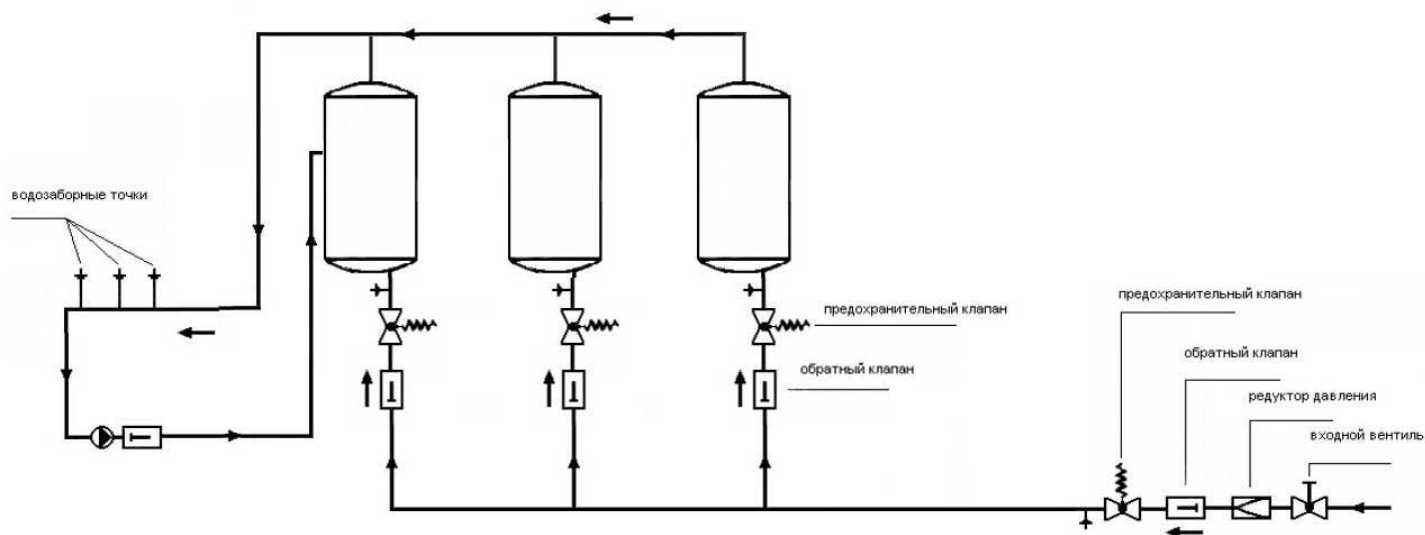 водозаборные точки
предохранительный клапан
обратный клапан
предохранительный клапан
обратный клапан
редуктор давления
входной вентиль